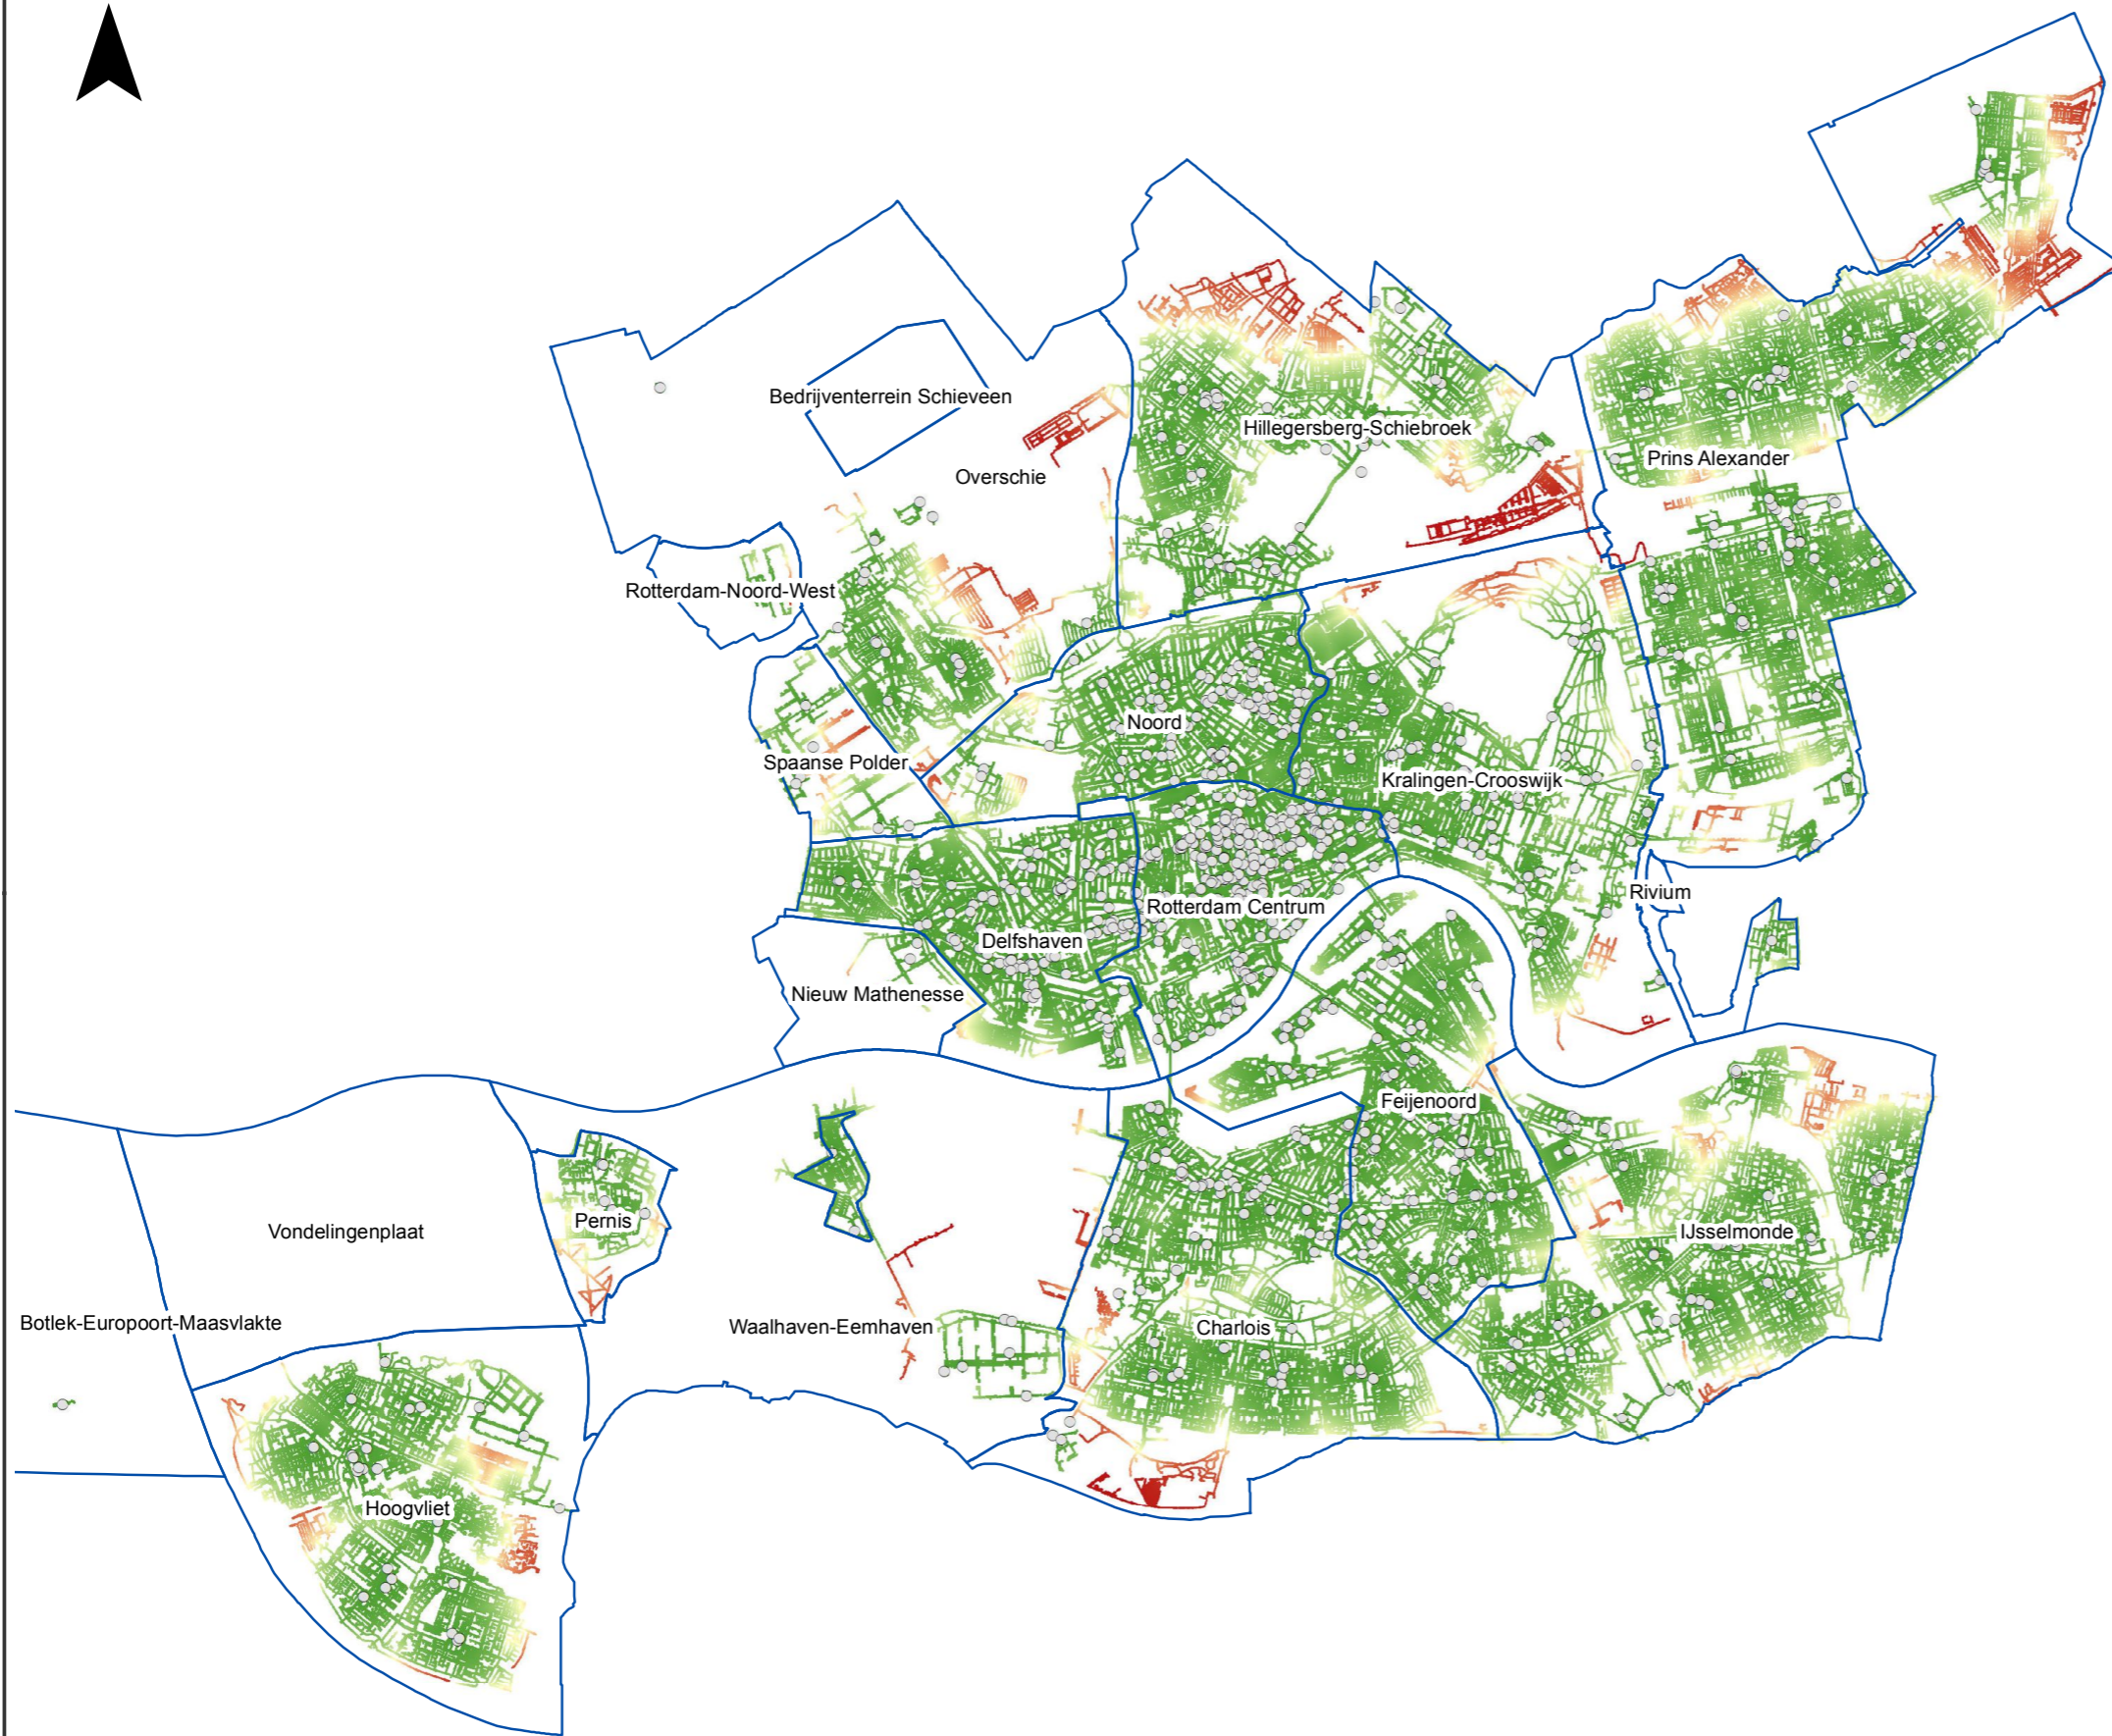 Bedrijventerrein Schieveen
Hillegersberg-Schiebroek
Prins Alexander
Overschie
Rotterdam-Noord-West
Noord
Spaanse Polder
Kralingen-Crooswijk
Rivium
Rotterdam Centrum
Delfshaven
Nieuw Mathenesse
Feijenoord
Pernis
Vondelingenplaat
IJsselmonde
Botlek-Europoort-Maasvlakte
Waalhaven-Eemhaven
Charlois
Hoogvliet